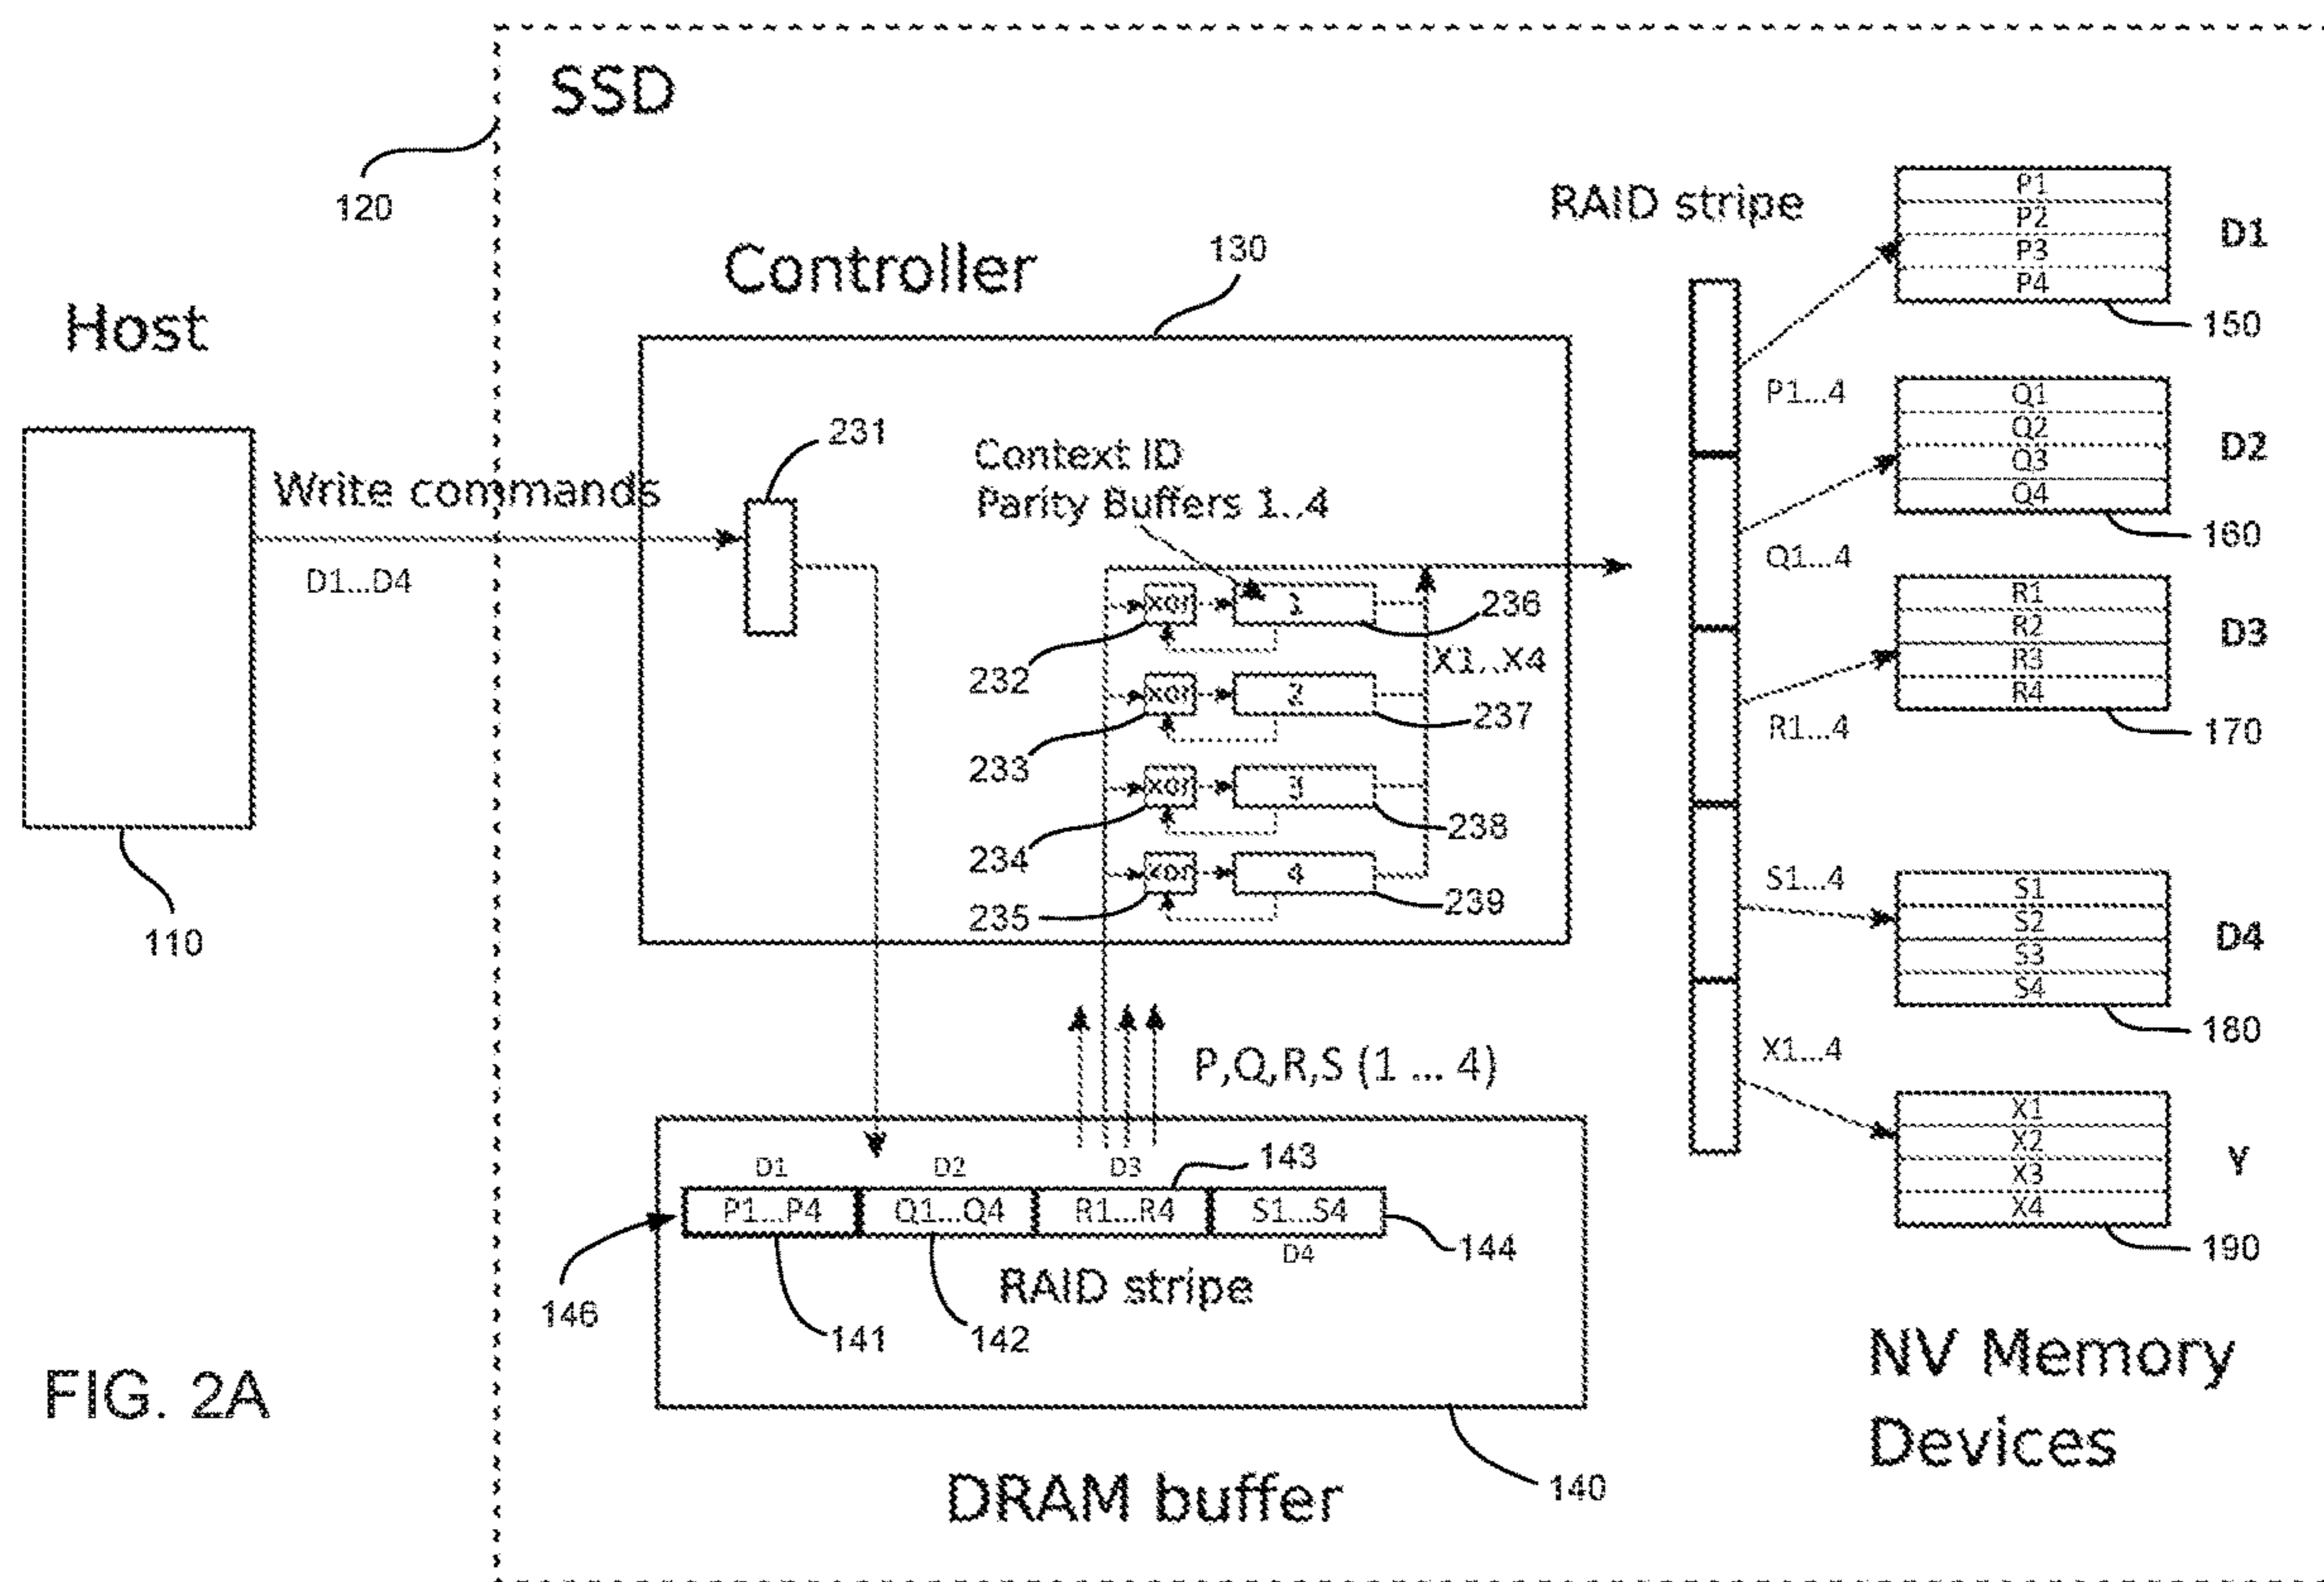 SSD
120
Host
Write commands
D1...D4
110
Controller
130
231
Context ID
Parity Buffers 1..4
xor
1
232
236
X1..X4
xor
2
233
237
xor
3
234
238
xor
4
235
239
P,Q,R,S (1 ... 4)
D1
D2
D3
143
P1...P4
Q1...Q4
R1...R4
S1...S4
D4
144
146
141
142
RAID stripe
DRAM buffer
140
RAID stripe
P1...4
Q1...4
R1...4
S1...4
X1...4
P1
P2
P3
P4
D1
150
Q1
Q2
Q3
Q4
D2
160
R1
R2
R3
R4
D3
170
S1
S2
S3
S4
D4
180
X1
X2
X3
X4
Y
190
NV Memory
Devices
FIG. 2A